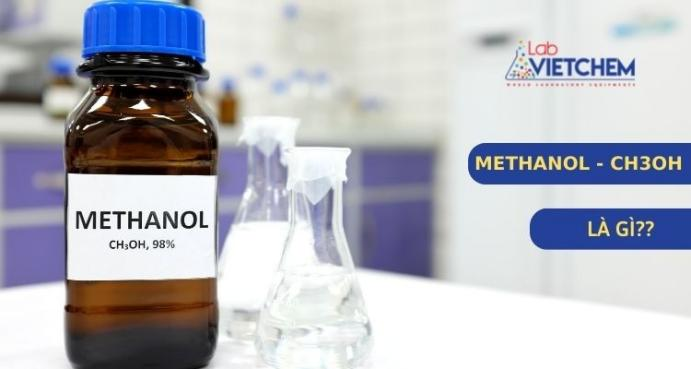 METHANOL
CH₃OH, 98%
Lab
VIETCHEM
WORLD LABORATORY EQUIPMENTS
METHANOL - CH3OH
LÀ GÌ??